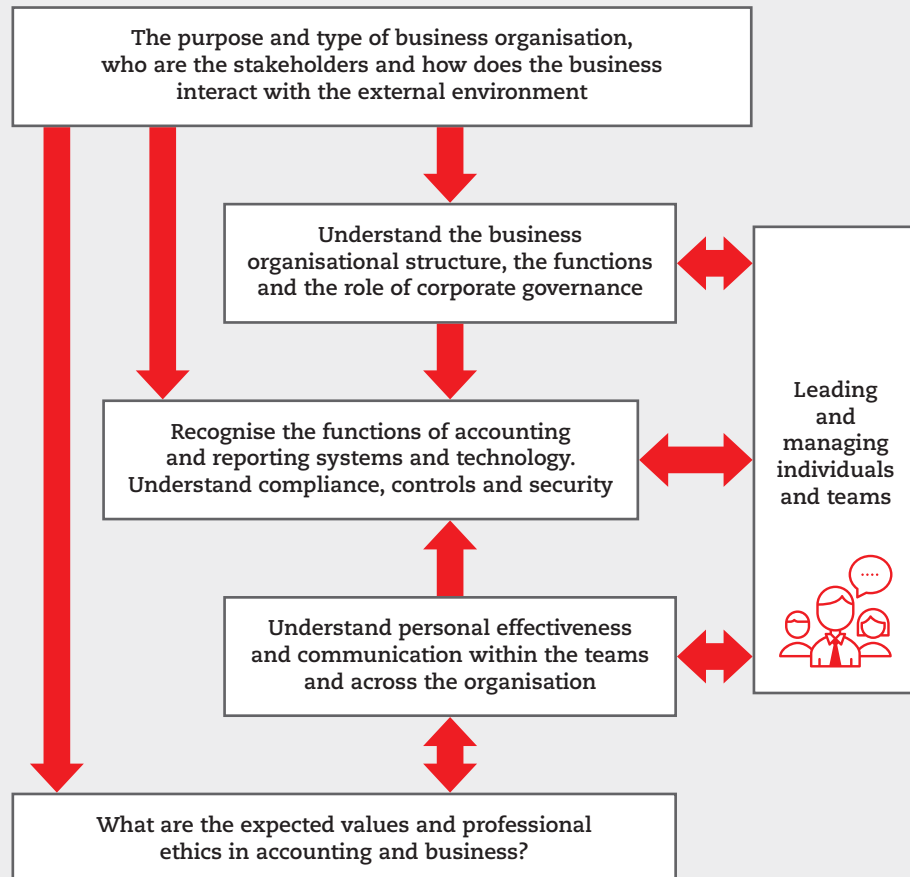 The purpose and type of business organisation,
who are the stakeholders and how does the business
interact with the external environment
Understand the business
organisational structure, the functions
and the role of corporate governance
Recognise the functions of accounting
and reporting systems and technology.
Understand compliance, controls and security
Leading
and
managing
individuals
and teams
Understand personal effectiveness
and communication within the teams
and across the organisation
What are the expected values and professional
ethics in accounting and business?